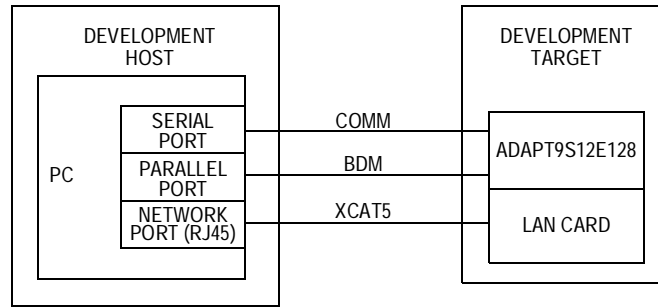 DEVELOPMENT
HOST
PC
SERIAL
PORT
PARALLEL
PORT
NETWORK
PORT (RJ45)
COMM
BDM
XCAT5
DEVELOPMENT
TARGET
ADAPT9S12E128
LAN CARD